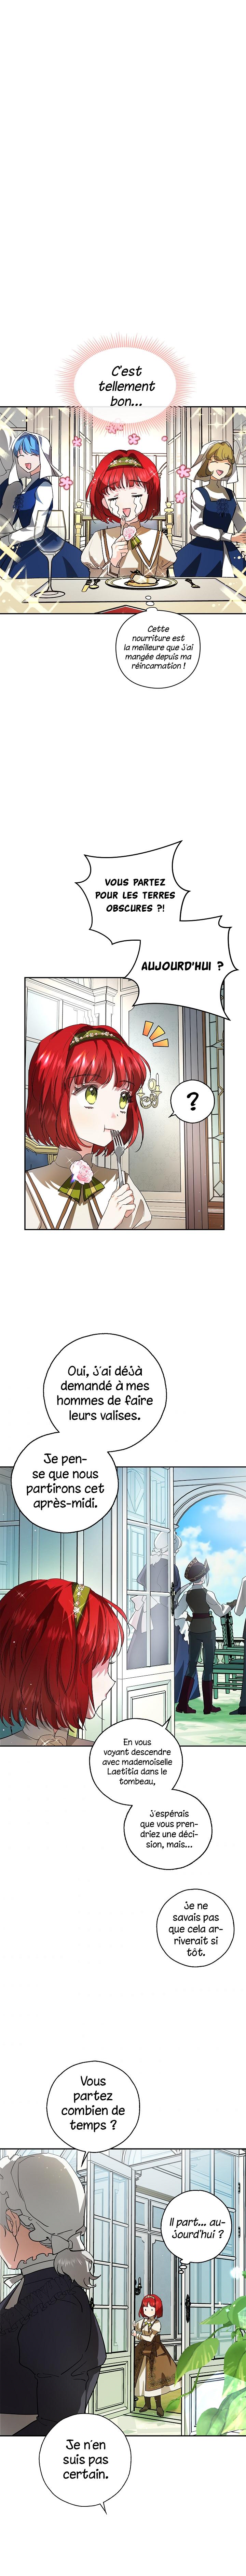 C'est
tellement
bon...
Cette
nourriture est
la meilleure que j'ai
mangée depuis ma
réincarnation !
VOUS PARTEZ
POUR LES TERRES
OBSCURES ?!
AUJOURD'HUI ?
?
Oui, j'ai déjà
demandé à mes
hommes de faire
leurs valises.
Je pen-
se que nous
partirons cet
après-midi.
En vous
voyant descendre
avec mademoiselle
Laetitia dans le
tombeau,
J'espérais
que vous pren-
driez une déci-
sion, mais...
Je ne
savais pas
que cela ar-
riverait si
tôt.
Vous
partez
combien de
temps ?
Il part... au-
jourd'hui ?
Je n'en
suis pas
certain.